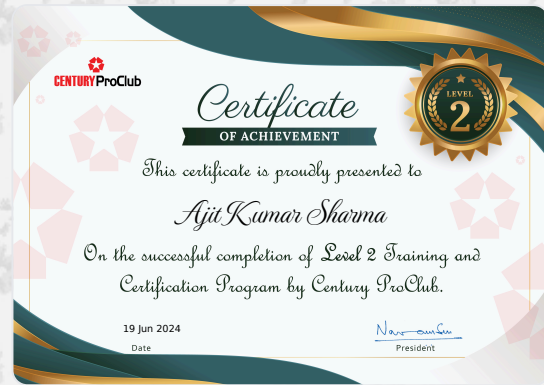 CENTURY ProClub
LEVEL
2
Certificate
OF ACHIEVEMENT
This certificate is proudly presented to
Ajit Kumar Sharma
On the successful completion of Level 2 Training and
Certification Program by Century ProClub.
19 Jun 2024
Date
President